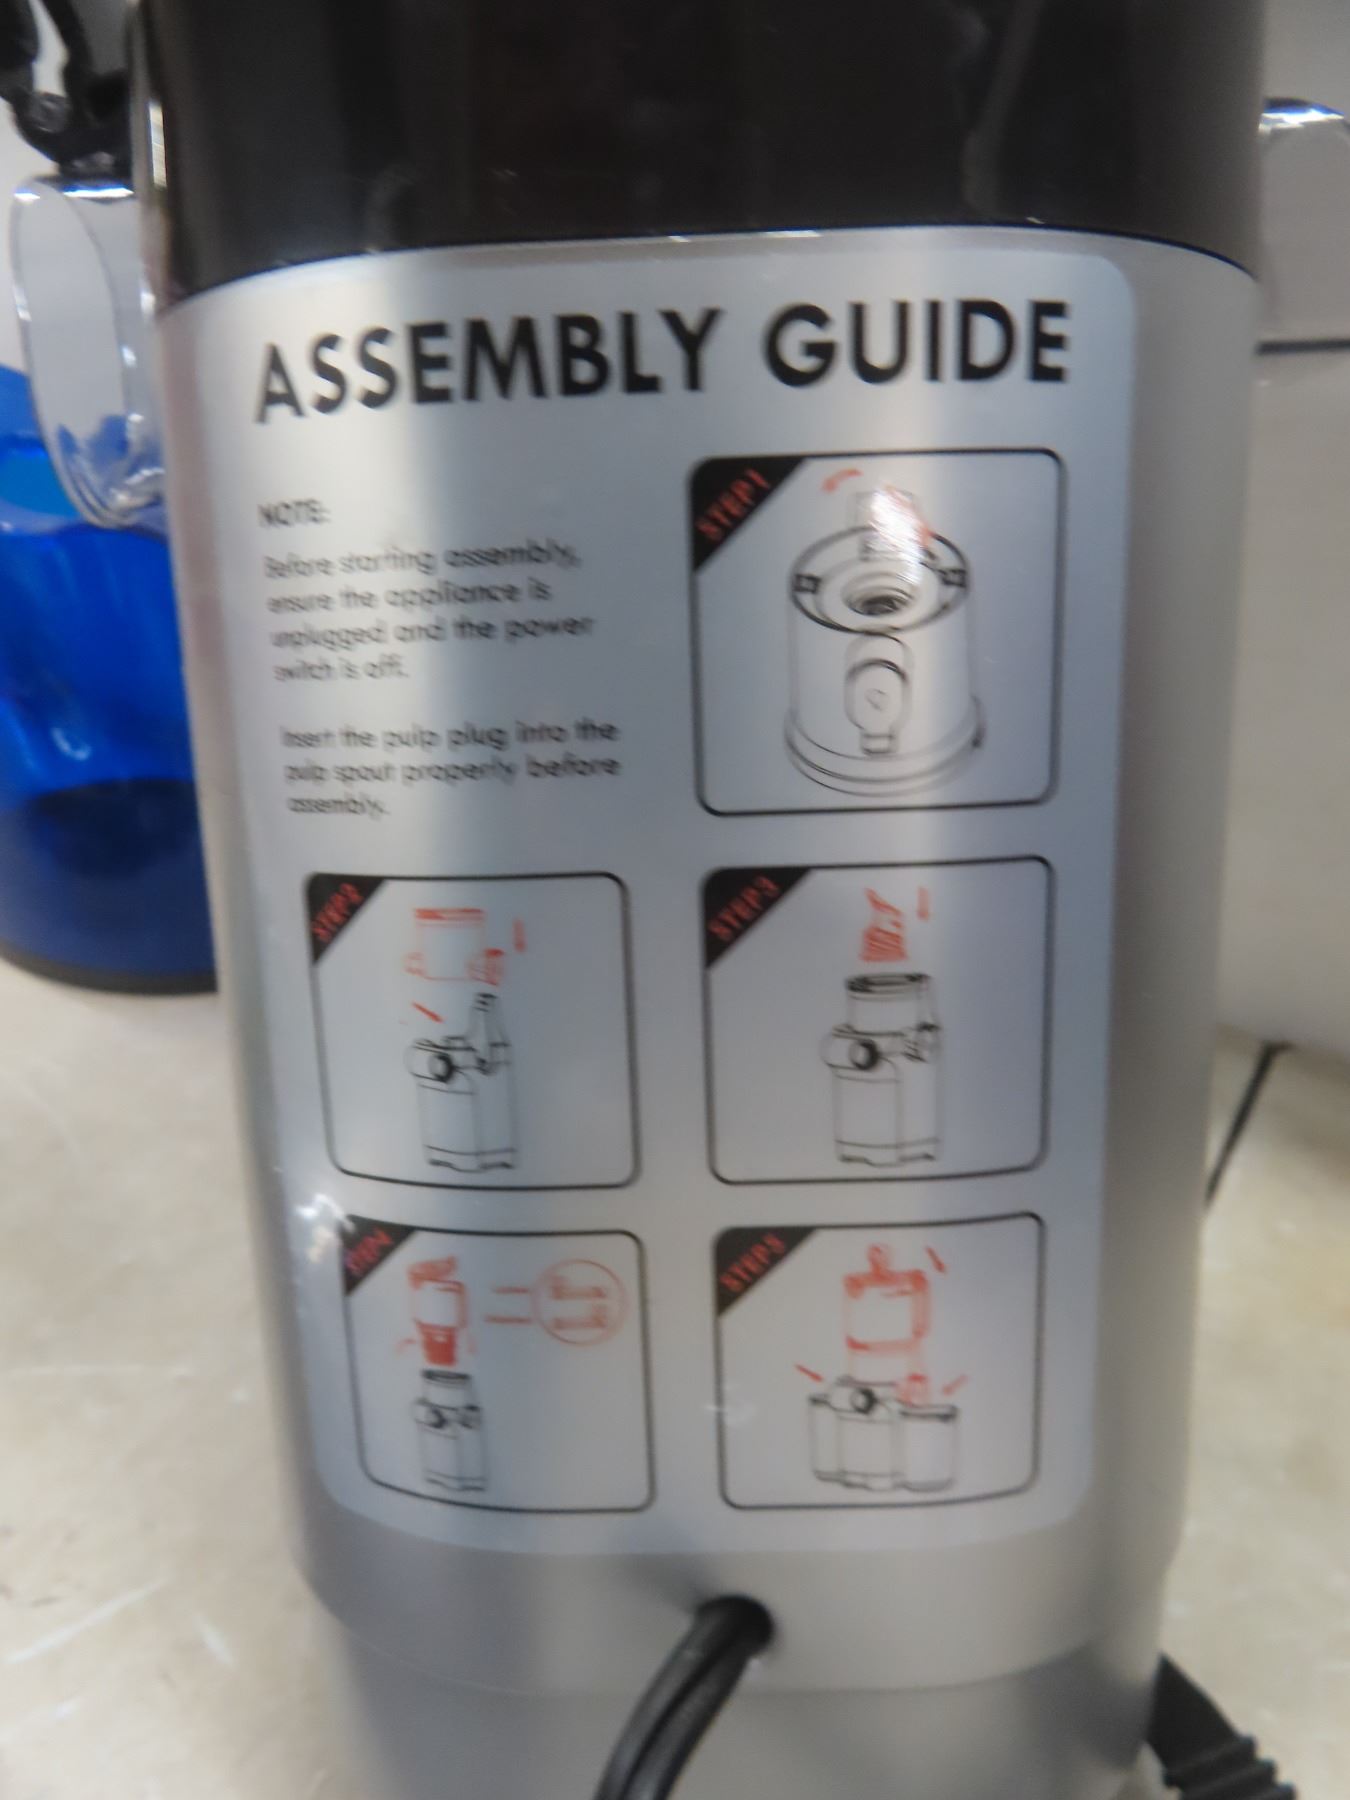 ASSEMBLY GUIDE
NOTE:
Before starting assembly,
ensure the appliance is
unplugged and the power
switch is off.
Insert the pulp plug into the
pulp spout properly before
assembly.
STEP1
STEP2
STEP3
STEP4
STEP5